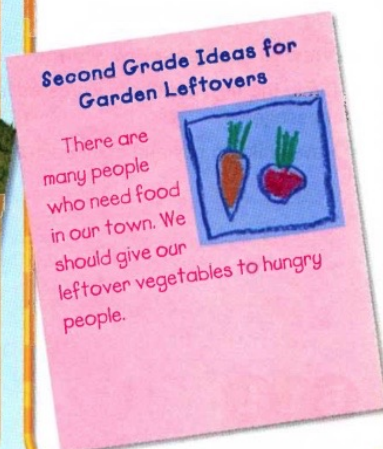 Second Grade Ideas for
Garden Leftovers
There are
many people
who need food
in our town. We
should give our
leftover vegetables to hungry
people.